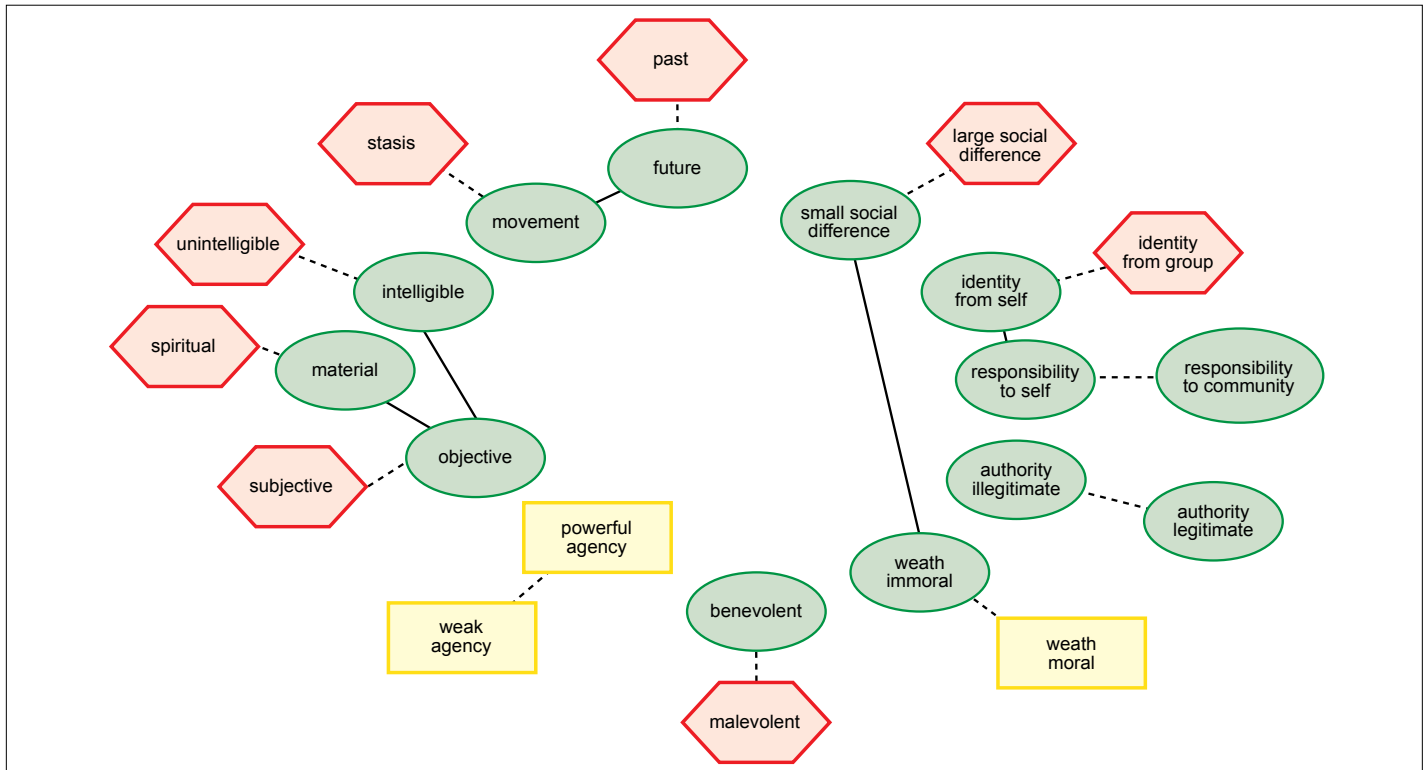 past
stasis
large social
difference
future
movement
small social
difference
unintelligible
identity
from group
intelligible
identity
from self
spiritual
material
responsibility
to self
responsibility
to community
objective
subjective
authority
illegitimate
authority
legitimate
powerful
agency
weath
immoral
benevolent
weak
agency
weath
moral
malevolent